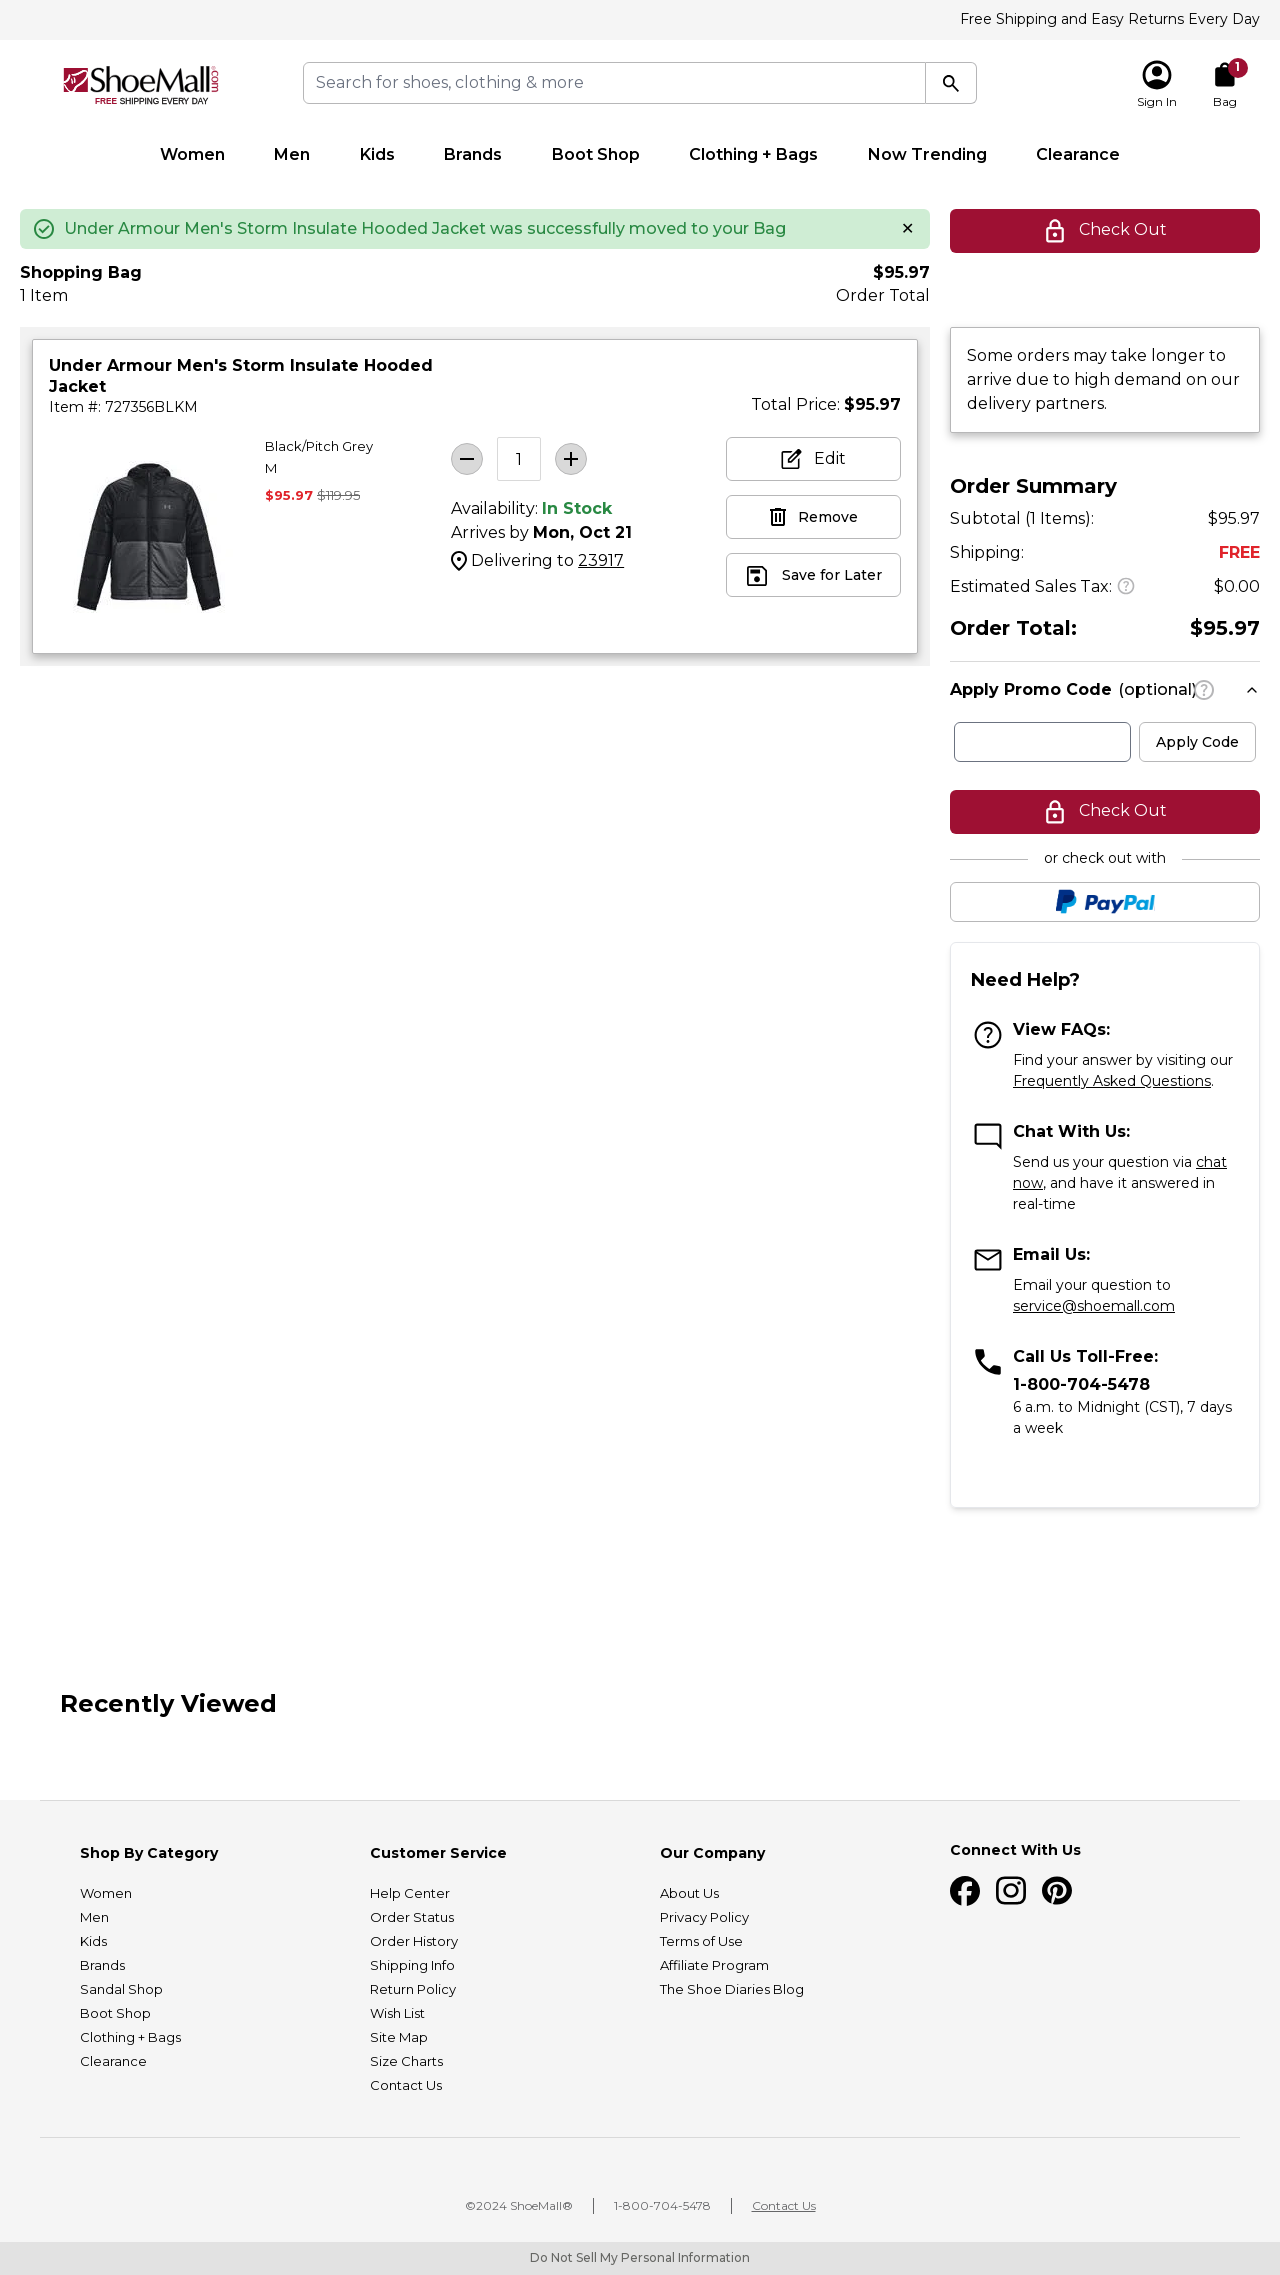 Free Shipping and Easy Returns Every Day
ShoeMall®.com
FREE SHIPPING EVERY DAY
Search for shoes, clothing & more
Sign In
1
Bag
Women Men Kids Brands Boot Shop Clothing + Bags Now Trending Clearance
Under Armour Men's Storm Insulate Hooded Jacket was successfully moved to your Bag
Check Out
Shopping Bag $95.97
1 Item Order Total
Under Armour Men's Storm Insulate Hooded
Jacket
Item #: 727356BLKM
Total Price: $95.97
Black/Pitch Grey
M
$95.97 $119.95
1
Availability: In Stock
Arrives by Mon, Oct 21
Delivering to 23917
Edit
Remove
Save for Later
Some orders may take longer to
arrive due to high demand on our
delivery partners.
Order Summary
Subtotal (1 Items): $95.97
Shipping: FREE
Estimated Sales Tax: $0.00
Order Total: $95.97
Apply Promo Code (optional)
Apply Code
Check Out
or check out with
PayPal
Need Help?
View FAQs:
Find your answer by visiting our
Frequently Asked Questions.
Chat With Us:
Send us your question via chat
now, and have it answered in
real-time
Email Us:
Email your question to
service@shoemall.com
Call Us Toll-Free:
1-800-704-5478
6 a.m. to Midnight (CST), 7 days
a week
Recently Viewed
Shop By Category
Women
Men
Kids
Brands
Sandal Shop
Boot Shop
Clothing + Bags
Clearance
Customer Service
Help Center
Order Status
Order History
Shipping Info
Return Policy
Wish List
Site Map
Size Charts
Contact Us
Our Company
About Us
Privacy Policy
Terms of Use
Affiliate Program
The Shoe Diaries Blog
Connect With Us
©2024 ShoeMall® 1-800-704-5478 Contact Us
Do Not Sell My Personal Information